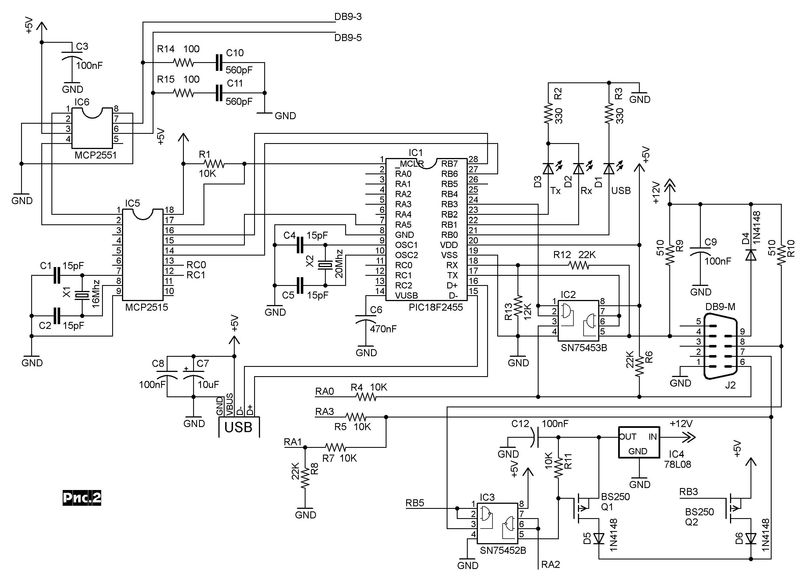 +5V
DB9-3
DB9-5
C3
100nF
GND
R14 100
C10
560pF
R15 100
C11
560pF
GND
IC6
1 8
2 7
3 6
4 5
MCP2551
GND
+5V
R1
10K
IC1
1 _MCLR RB7 28
2 RA0 RB6 27
3 RA1 RB5 26
4 RA2 RB4 25
5 RA3 RB3 24
6 RA4 RB2 23
7 RA5 RB1 22
8 GND RB0 21
9 OSC1 VDD 20
10 OSC2 VSS 19
11 RC0 RX 18
12 RC1 TX 17
13 RC2 D+ 16
14 VUSB D- 15
PIC18F2455
IC5
1 18
2 17
3 16
4 15
5 14
6 13 RC0
7 12 RC1
8 11
9 10
MCP2515
C1 15pF
X1
16Mhz
C2 15pF
GND
C4 15pF
X2
20Mhz
C5 15pF
GND
C6
470nF
GND
R2
330
R3
330
GND
D3
Tx
D2
Rx
D1
USB
+5V
+12V
510
R9
C9
100nF
GND
D4
1N4148
510
R10
R12 22K
R13
12K
GND
IC2
1 8
2 7
3 6
4 5
SN75453B
22K
R6
DB9-M
5
4 9
3 8
2 7
1 6
J2
GND
+5V
C8
100nF
C7
+
10uF
GND
GND
VBUS
D-
D+
USB
RA0 R4 10K
RA3 R5 10K
RA1 R7 10K
22K
R8
GND
C12 100nF
GND
10K
R11
OUT IN
GND
+12V
IC4
78L08
GND
+5V
RB5
IC3
1 8
2 7
3 6
4 5
SN75452B
GND
RA2
BS250
Q1
D5
1N4148
RB3
+5V
BS250
Q2
D6
1N4148
Рис.2